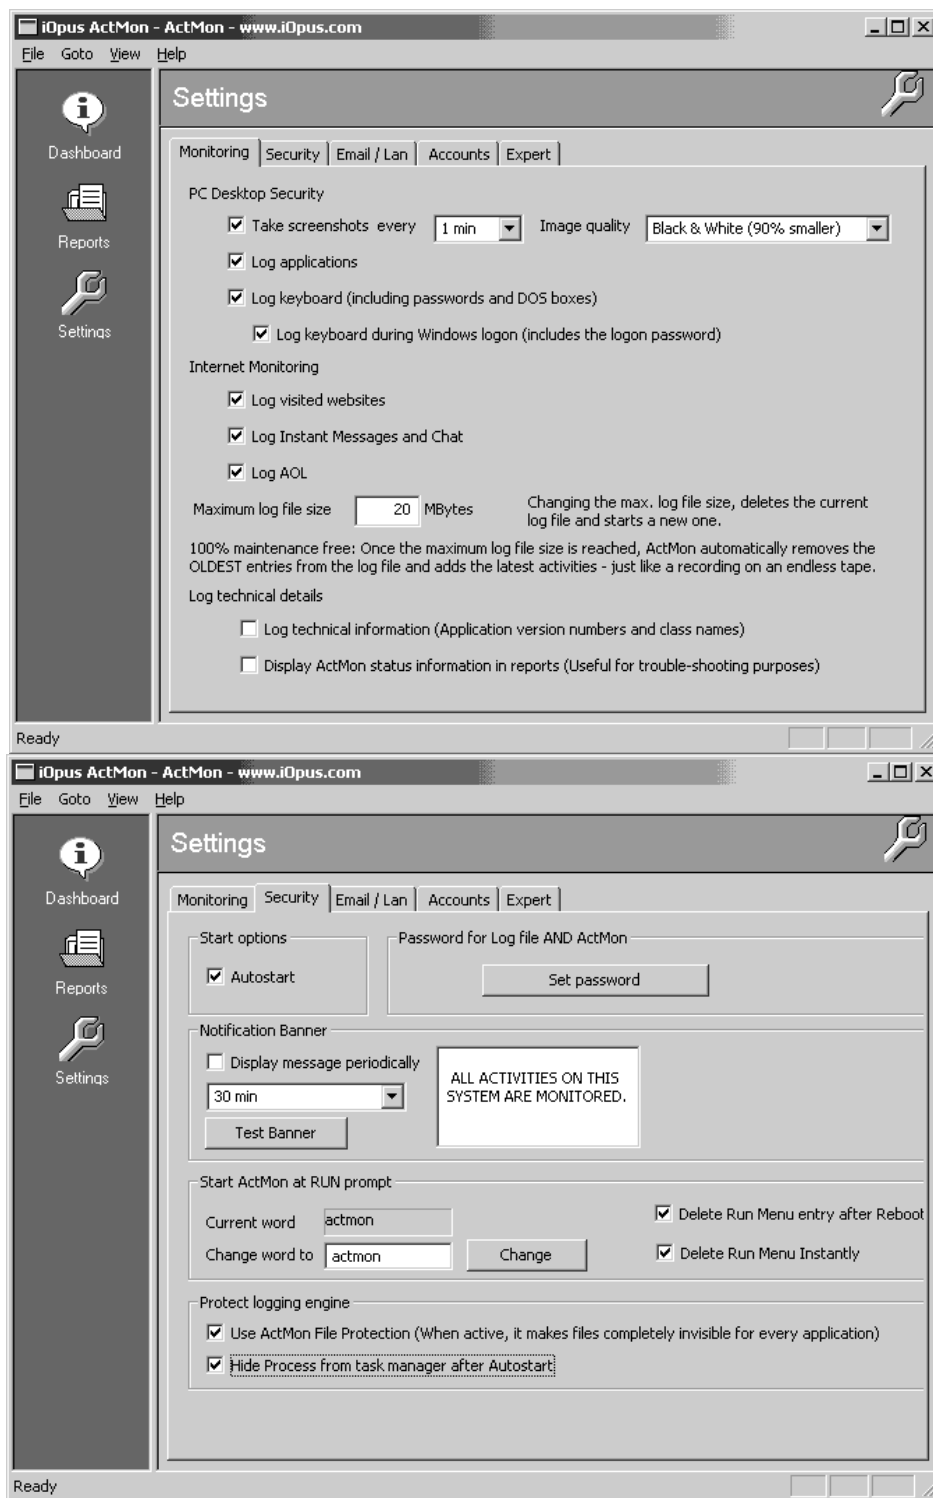 iOpus ActMon - ActMon - www.iOpus.com
File Goto View Help
Dashboard
Reports
Settings
Settings
Monitoring Security Email / Lan Accounts Expert
PC Desktop Security
Take screenshots every 1 min Image quality Black & White (90% smaller)
Log applications
Log keyboard (including passwords and DOS boxes)
Log keyboard during Windows logon (includes the logon password)
Internet Monitoring
Log visited websites
Log Instant Messages and Chat
Log AOL
Maximum log file size 20 MBytes
Changing the max. log file size, deletes the current
log file and starts a new one.
100% maintenance free: Once the maximum log file size is reached, ActMon automatically removes the
OLDEST entries from the log file and adds the latest activities - just like a recording on an endless tape.
Log technical details
Log technical information (Application version numbers and class names)
Display ActMon status information in reports (Useful for trouble-shooting purposes)
Ready
iOpus ActMon - ActMon - www.iOpus.com
File Goto View Help
Dashboard
Reports
Settings
Settings
Monitoring Security Email / Lan Accounts Expert
Start options
Autostart
Password for Log file AND ActMon
Set password
Notification Banner
Display message periodically
30 min
Test Banner
ALL ACTIVITIES ON THIS
SYSTEM ARE MONITORED.
Start ActMon at RUN prompt
Current word actmon
Change word to actmon Change
Delete Run Menu entry after Reboot
Delete Run Menu Instantly
Protect logging engine
Use ActMon File Protection (When active, it makes files completely invisible for every application)
Hide Process from task manager after Autostart
Ready